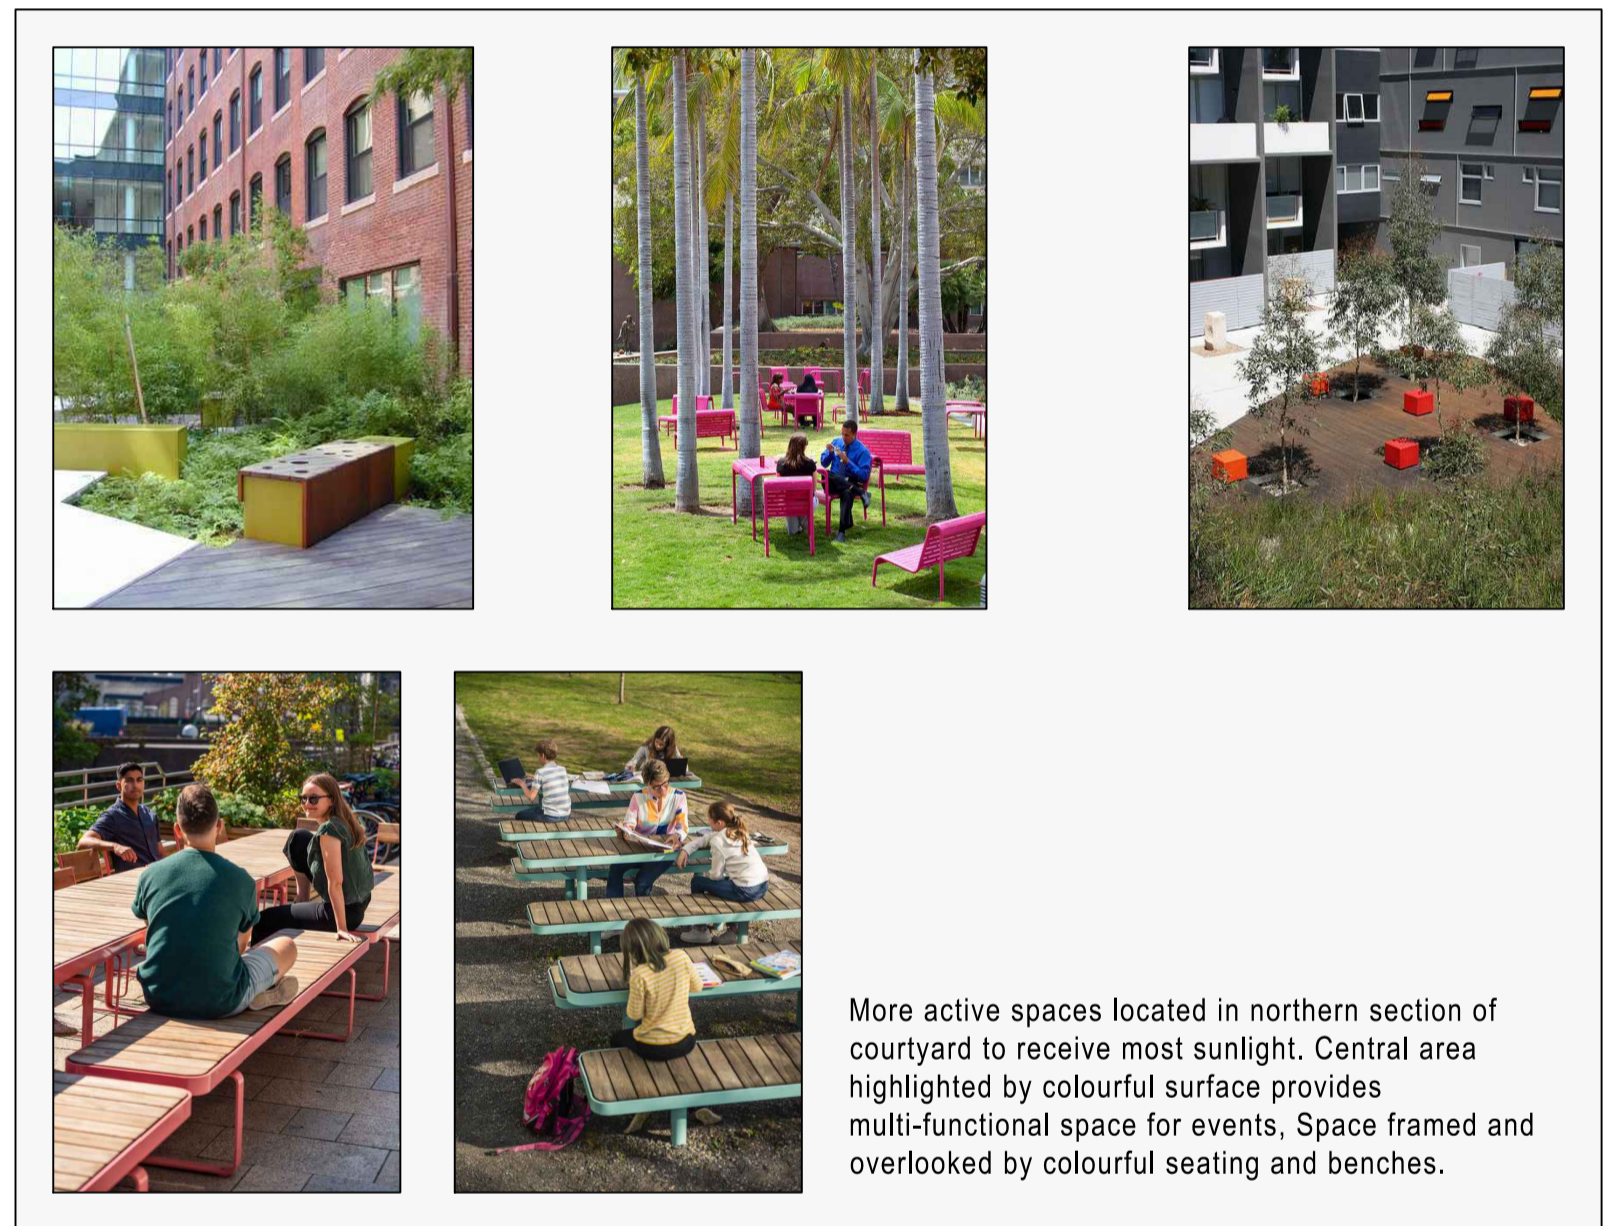 More active spaces located in northern section of
courtyard to receive most sunlight. Central area
highlighted by colourful surface provides
multi-functional space for events, Space framed and
overlooked by colourful seating and benches.